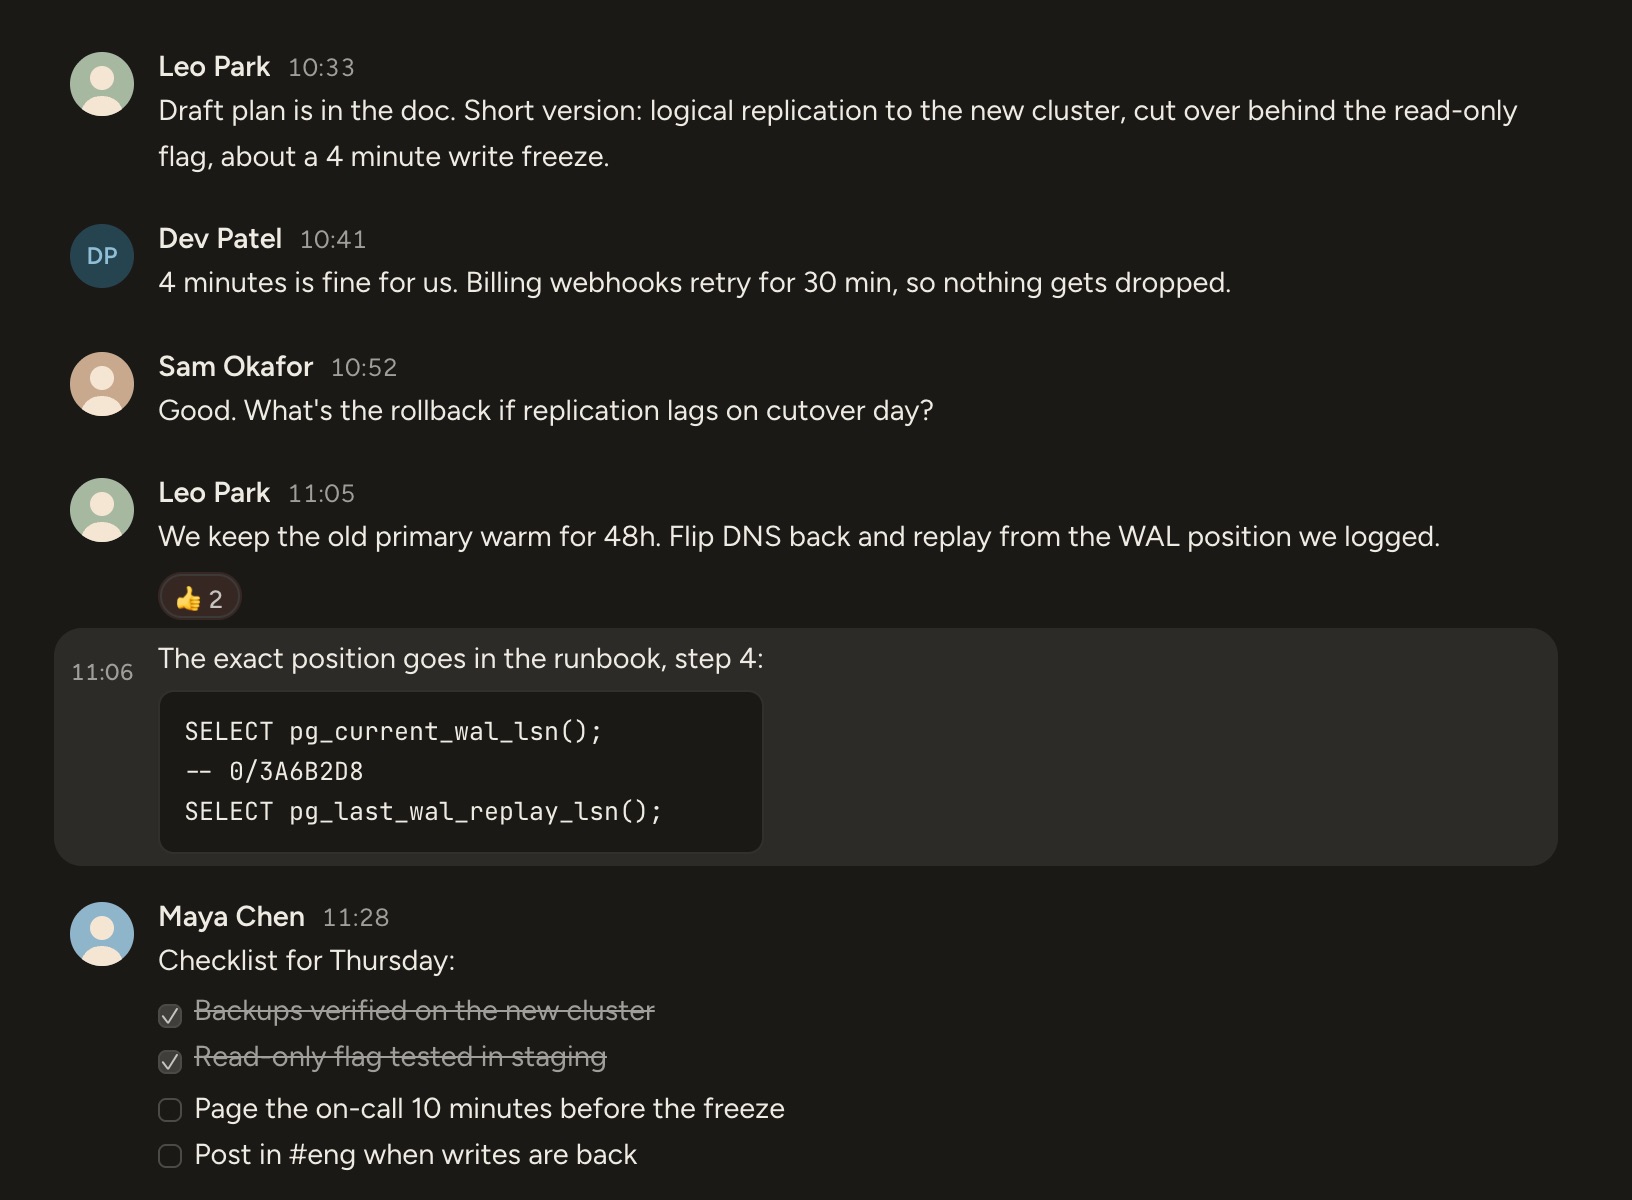 Leo Park 10:33
Draft plan is in the doc. Short version: logical replication to the new cluster, cut over behind the read-only
flag, about a 4 minute write freeze.
DP
Dev Patel 10:41
4 minutes is fine for us. Billing webhooks retry for 30 min, so nothing gets dropped.
Sam Okafor 10:52
Good. What's the rollback if replication lags on cutover day?
Leo Park 11:05
We keep the old primary warm for 48h. Flip DNS back and replay from the WAL position we logged.
👍 2
11:06 The exact position goes in the runbook, step 4:
SELECT pg_current_wal_lsn();
-- 0/3A6B2D8
SELECT pg_last_wal_replay_lsn();
Maya Chen 11:28
Checklist for Thursday:
Backups verified on the new cluster
Read-only flag tested in staging
Page the on-call 10 minutes before the freeze
Post in #eng when writes are back